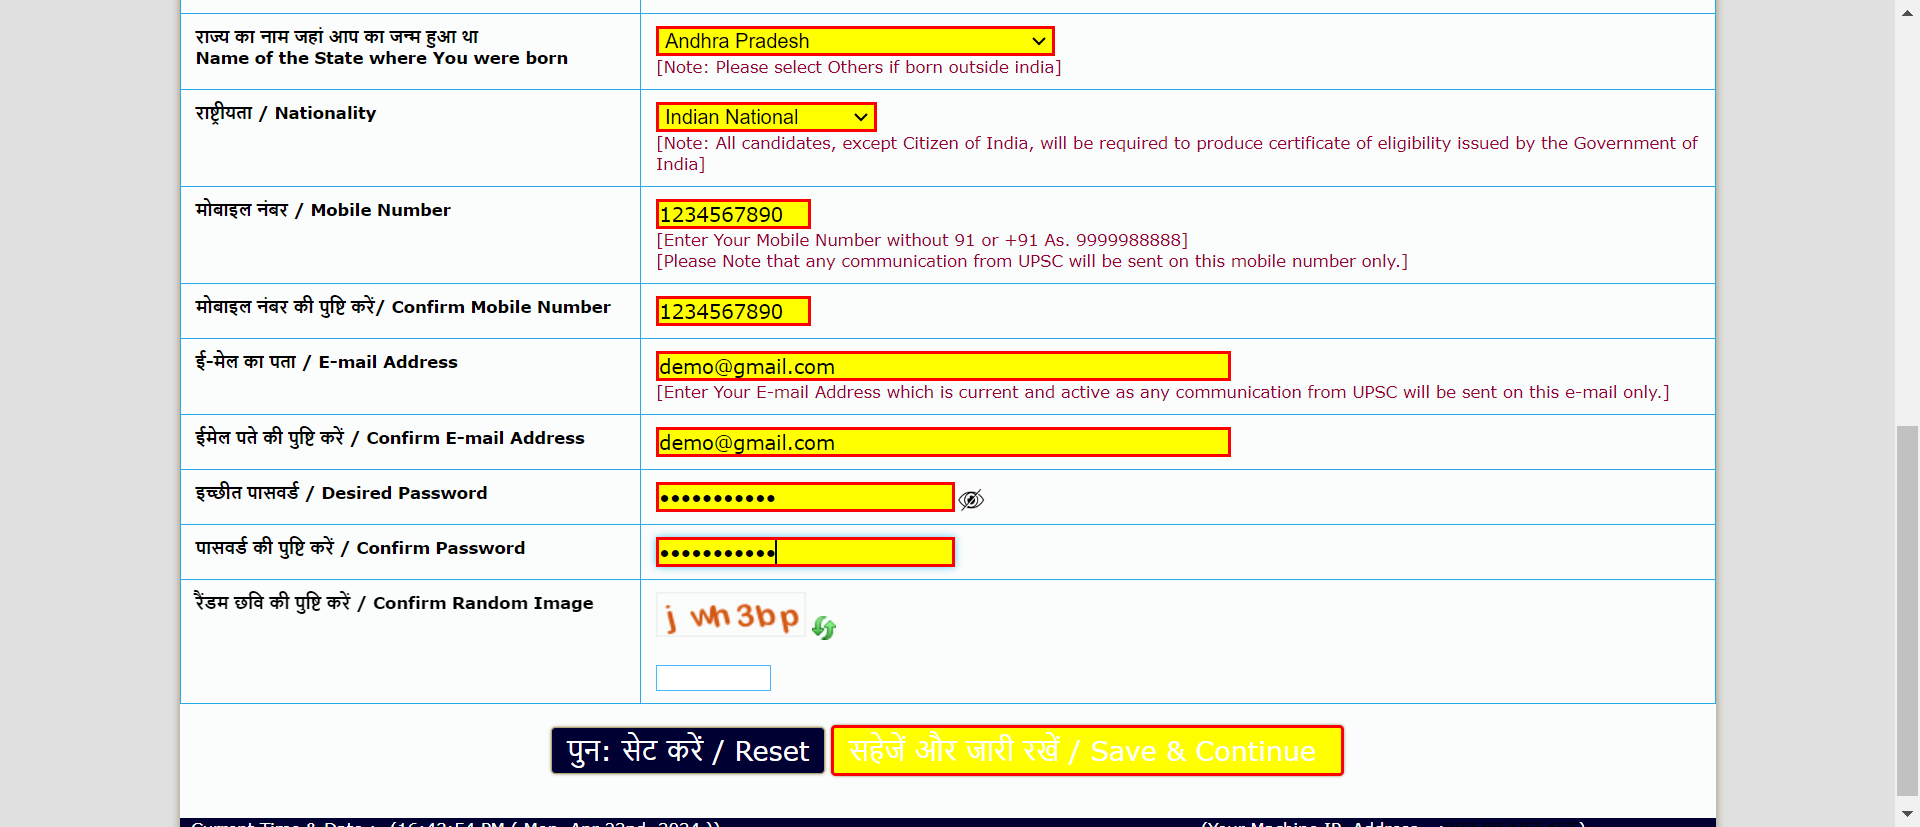 राज्य का नाम जहां आप का जन्म हुआ था
Name of the State where You were born
Andhra Pradesh
[Note: Please select Others if born outside india]
राष्ट्रीयता / Nationality
Indian National
[Note: All candidates, except Citizen of India, will be required to produce certificate of eligibility issued by the Government of
India]
मोबाइल नंबर / Mobile Number
1234567890
[Enter Your Mobile Number without 91 or +91 As. 9999988888]
[Please Note that any communication from UPSC will be sent on this mobile number only.]
मोबाइल नंबर की पुष्टि करें/ Confirm Mobile Number
1234567890
ई-मेल का पता / E-mail Address
demo@gmail.com
[Enter Your E-mail Address which is current and active as any communication from UPSC will be sent on this e-mail only.]
ईमेल पते की पुष्टि करें / Confirm E-mail Address
demo@gmail.com
इच्छीत पासवर्ड / Desired Password
पासवर्ड की पुष्टि करें / Confirm Password
रैंडम छवि की पुष्टि करें / Confirm Random Image
j wh3bp
पुन: सेट करें / Reset
सहेजें और जारी रखें / Save & Continue